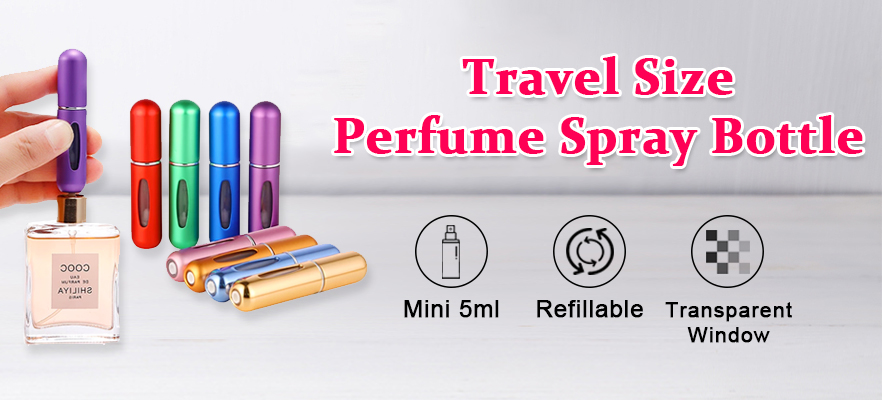 Travel Size
Perfume Spray Bottle
Mini 5ml
Refillable
Transparent
Window
COOC
EAU
DE PARFUM
SHILIYA
PARIS